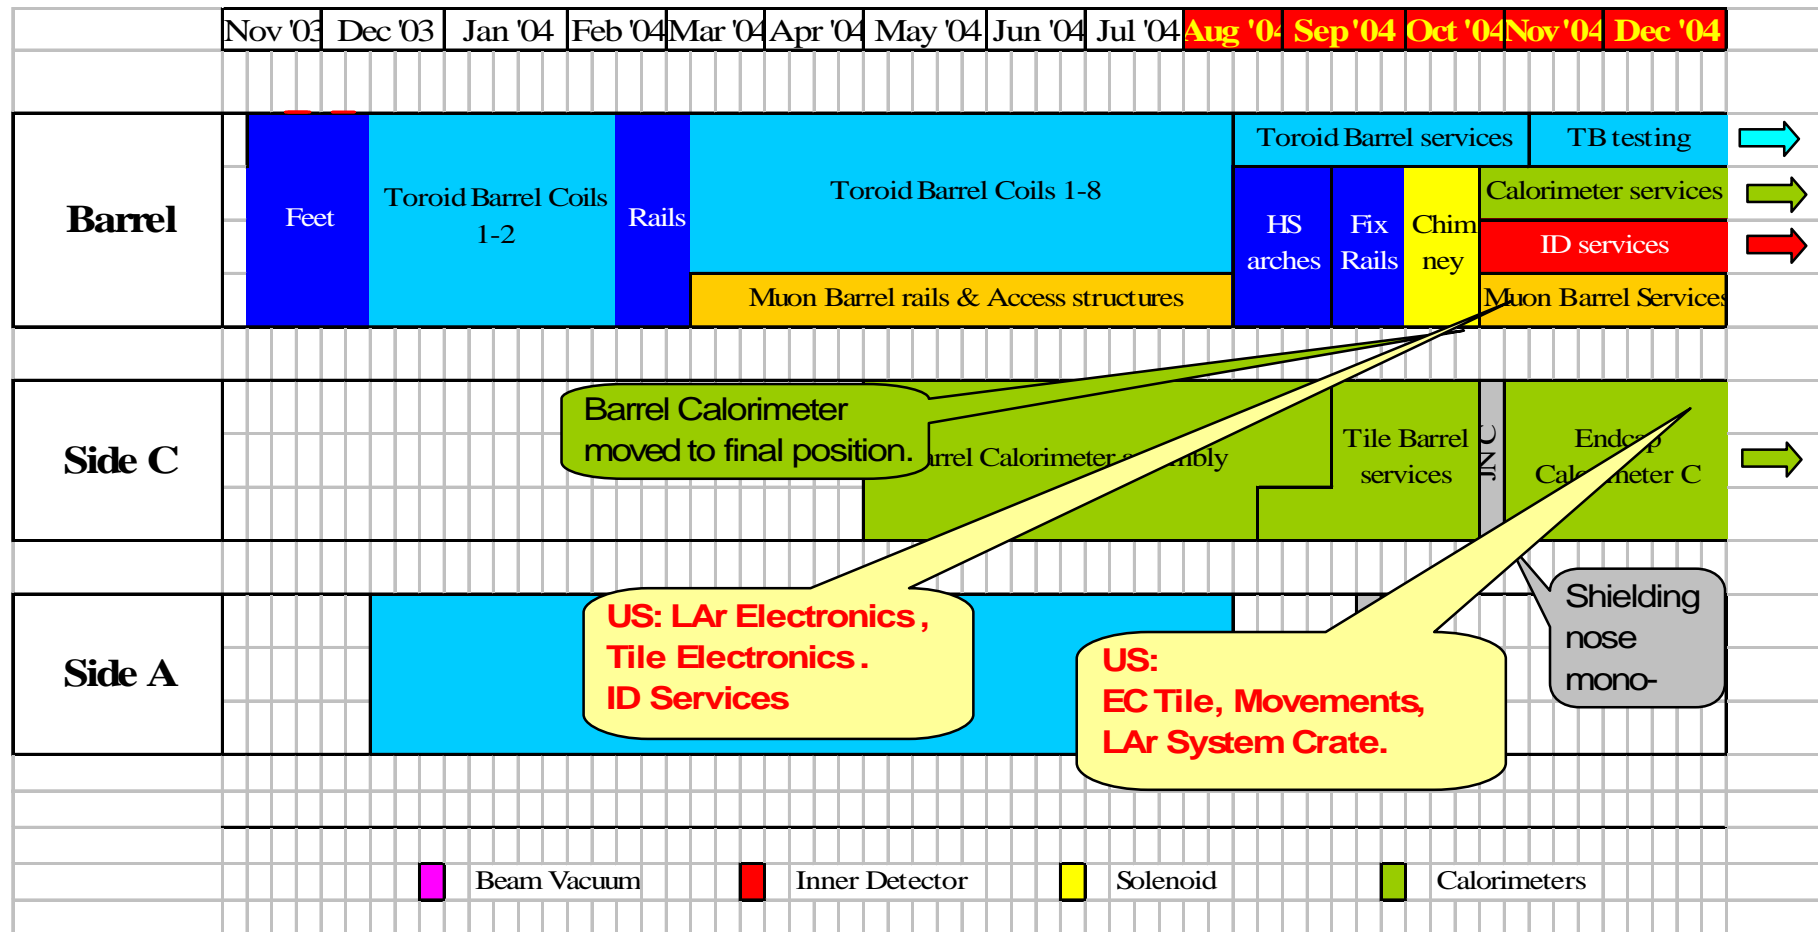 Nov '03 Dec '03 Jan '04 Feb '04 Mar '04 Apr '04 May '04 Jun '04 Jul '04 Aug '04 Sep '04 Oct '04 Nov '04 Dec '04
Barrel
Feet
Toroid Barrel Coils
1-2
Rails
Toroid Barrel Coils 1-8
Muon Barrel rails & Access structures
Toroid Barrel services
TB testing
HS
arches
Fix
Rails
Chim
ney
Calorimeter services
ID services
Muon Barrel Services
Side C
Barrel Calorimeter
moved to final position.
Calorimeter
Tile Barrel
services
JN C
Endcap
Calorimeter C
Side A
US: LAr Electronics,
Tile Electronics.
ID Services
US:
EC Tile, Movements,
LAr System Crate.
Shielding
nose
mono-
Beam Vacuum Inner Detector Solenoid Calorimeters